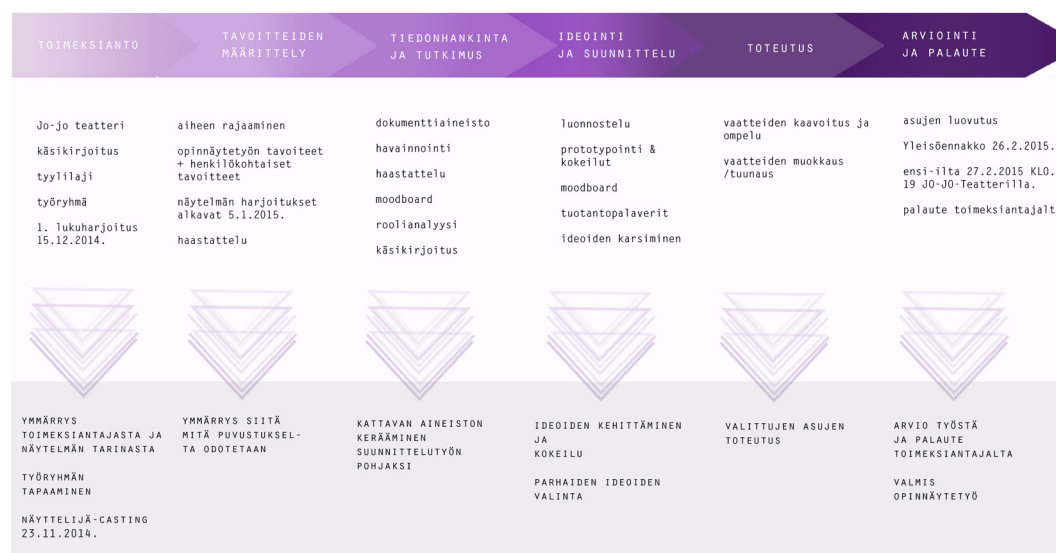 TOIMEKSIANTO
TAVOITTEIDEN
MÄÄRITTELY
TIEDONHANKINTA
JA TUTKIMUS
IDEOINTI
JA SUUNNITTELU
TOTEUTUS
ARVIOINTI
JA PALAUTE
Jo-jo teatteri
käsikirjoitus
tyylilaji
työryhmä
1. lukuharjoitus
15.12.2014.
aiheen rajaaminen
opinnäytetyön tavoiteet
+ henkilökohtaiset
tavoitteet
näytelmän harjoitukset
alkavat 5.1.2015.
haastattelu
dokumenttiaineisto
havainnointi
haastattelu
moodboard
roolianalyysi
käsikirjoitus
luonnostelu
prototypointi &
kokeilut
moodboard
tuotantopalaverit
ideoiden karsiminen
vaatteiden kaavoitus ja
ompelu
vaatteiden muokkaus
/tuunaus
asujen luovutus
Yleisöennakko 26.2.2015.
ensi-ilta 27.2.2015 KLO.
19 JO-JO-Teatterilla.
palaute toimeksiantajalt
YMMÄRRYS
TOIMEKSIANTAJASTA JA
NÄYTELMÄN TARINASTA
TYÖRYHMÄN
TAPAAMINEN
NÄYTTELIJÄ-CASTING
23.11.2014.
YMMÄRRYS SIITÄ
MITÄ PUVUSTUKSEL-
TA ODOTETAAN
KATTAVAN AINEISTON
KERÄÄMINEN
SUUNNITTELUTYÖN
POHJAKSI
IDEOIDEN KEHITTÄMINEN
JA
KOKEILU
PARHAIDEN IDEOIDEN
VALINTA
VALITTUJEN ASUJEN
TOTEUTUS
ARVIO TYÖSTÄ
JA PALAUTE
TOIMEKSIANTAJALTA
VALMIS
OPINNÄYTETYÖ